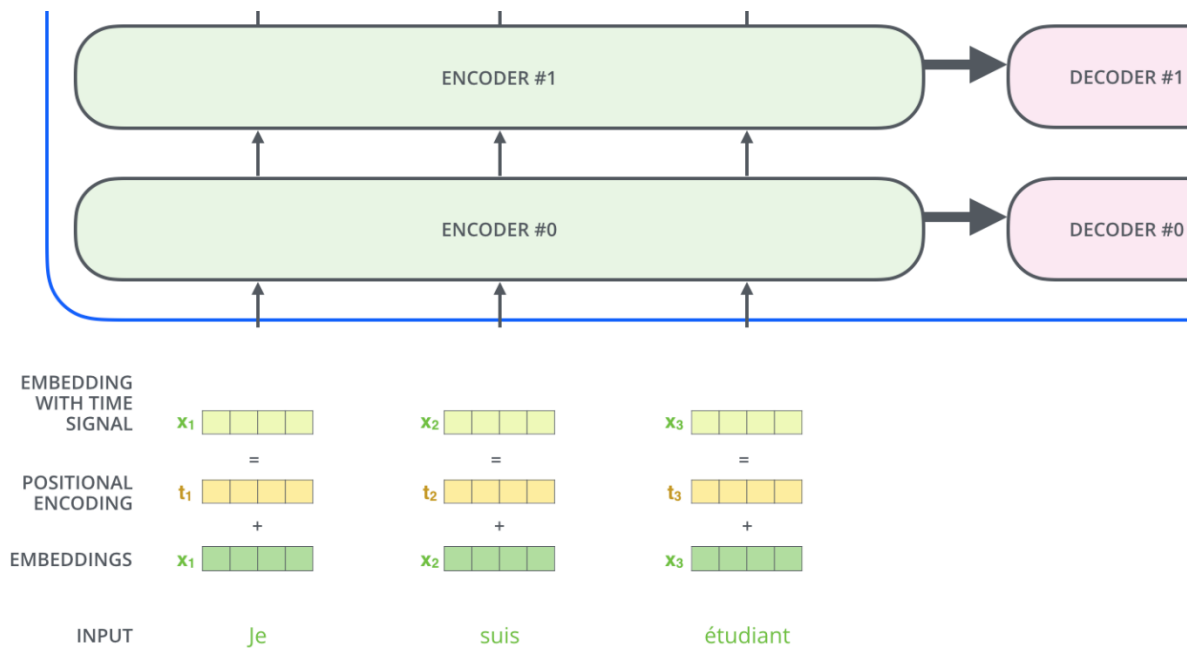 ENCODER #1
DECODER #1
ENCODER #0
DECODER #0
EMBEDDING
WITH TIME
SIGNAL
x₁
x₂
x₃
=
=
=
POSITIONAL
ENCODING
t₁
t₂
t₃
+
+
+
EMBEDDINGS
x₁
x₂
x₃
INPUT
Je
suis
étudiant